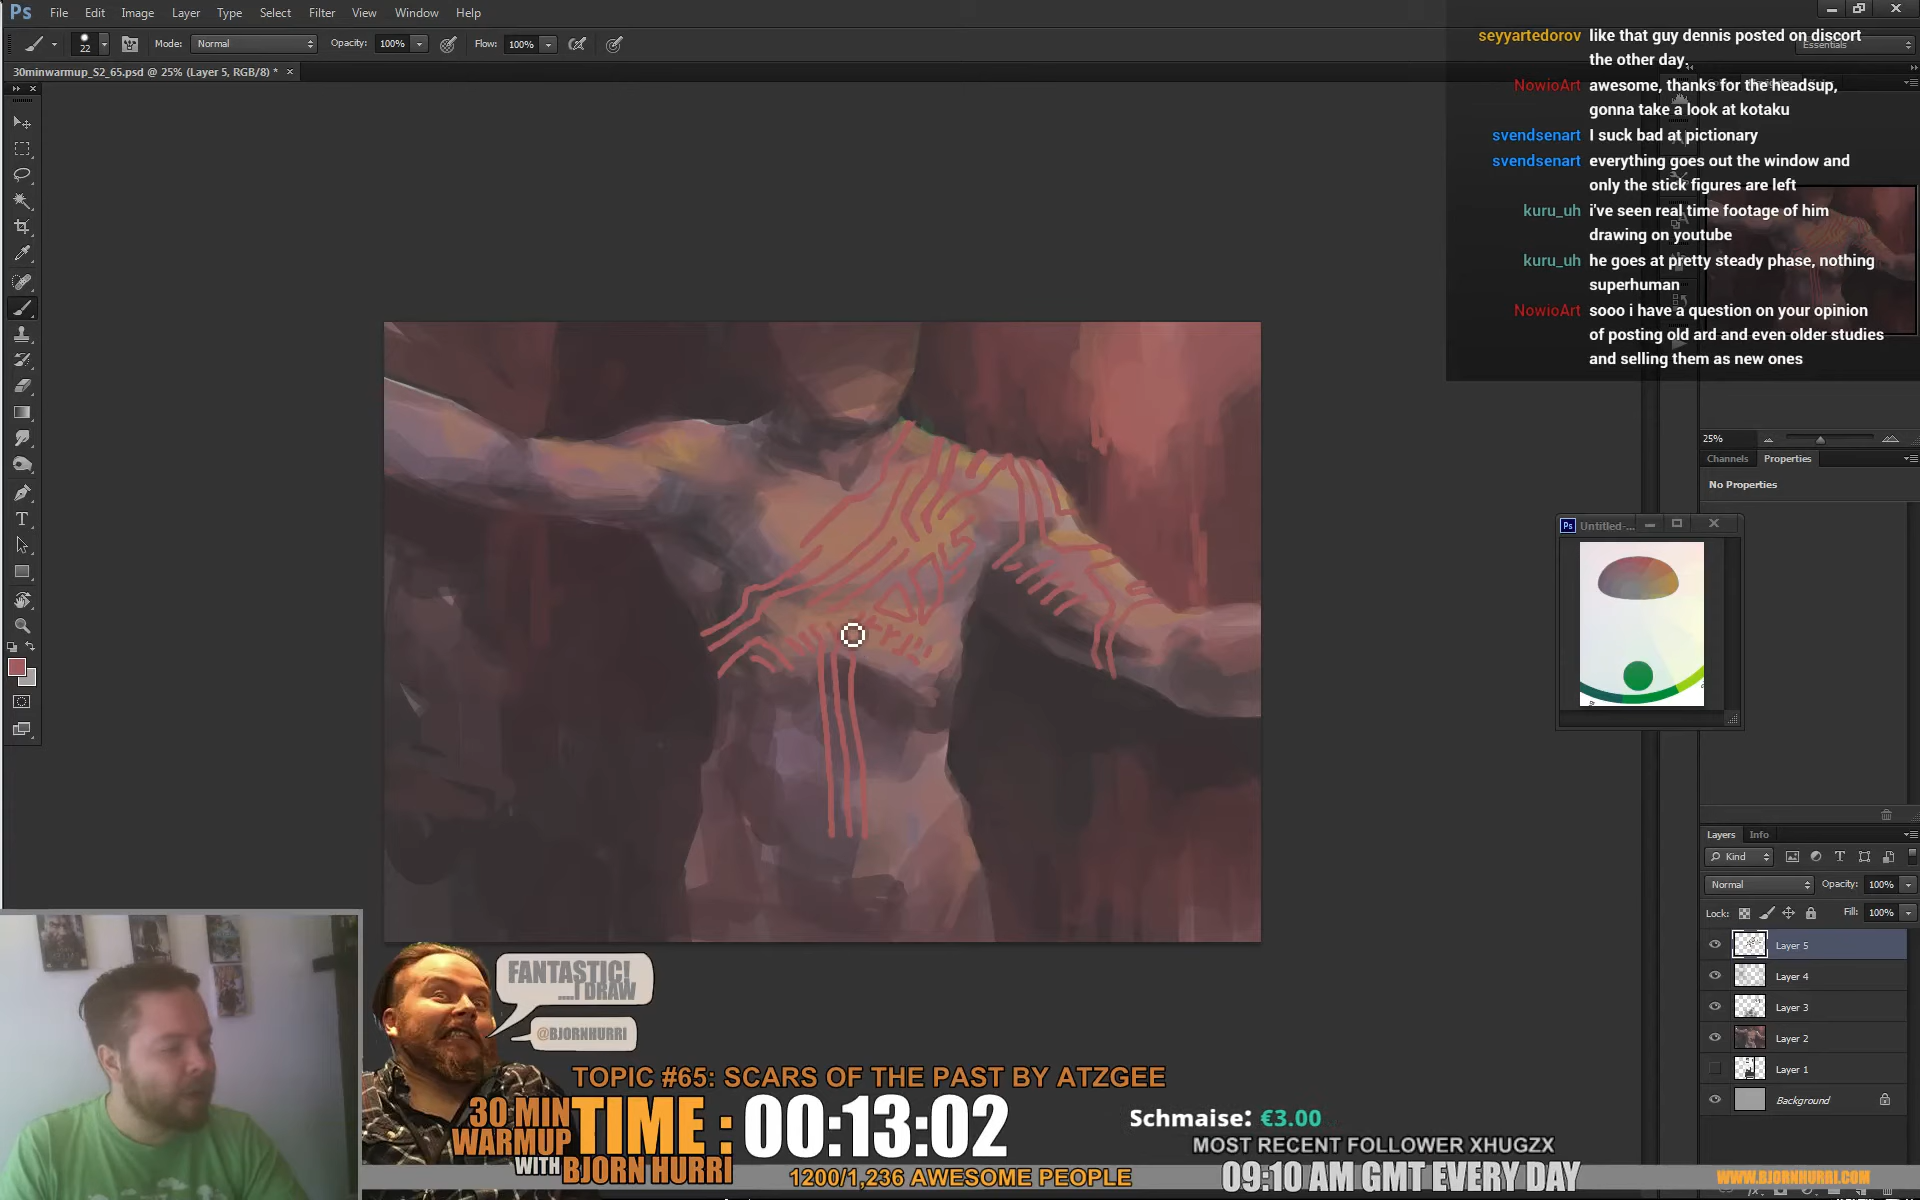 Ps File Edit Image Layer Type Select Filter View Window Help
22 Mode: Normal Opacity: 100% Flow: 100%
Essentials
30minwarmup_S2_65.psd @ 25% (Layer 5, RGB/8) *
seyyartedorov like that guy dennis posted on discort
the other day.
NowioArt awesome, thanks for the headsup,
gonna take a look at kotaku
svendsenart I suck bad at pictionary
svendsenart everything goes out the window and
only the stick figures are left
kuru_uh i've seen real time footage of him
drawing on youtube
kuru_uh he goes at pretty steady phase, nothing
superhuman
NowioArt sooo i have a question on your opinion
of posting old ard and even older studies
and selling them as new ones
25%
Channels Properties
No Properties
Ps Untitled-...
Layers Info
Kind
Normal Opacity: 100%
Lock: Fill: 100%
Layer 5
Layer 4
Layer 3
Layer 2
Layer 1
Background
FANTASTIC!
....I DRAW
@BJORNHURRI
TOPIC #65: SCARS OF THE PAST BY ATZGEE
30 MIN
WARMUP
WITH BJORN HURRI
TIME : 00:13:02
Schmaise: €3.00
MOST RECENT FOLLOWER XHUGZX
1200/1,236 AWESOME PEOPLE
09:10 AM GMT EVERY DAY
WWW.BJORNHURRI.COM